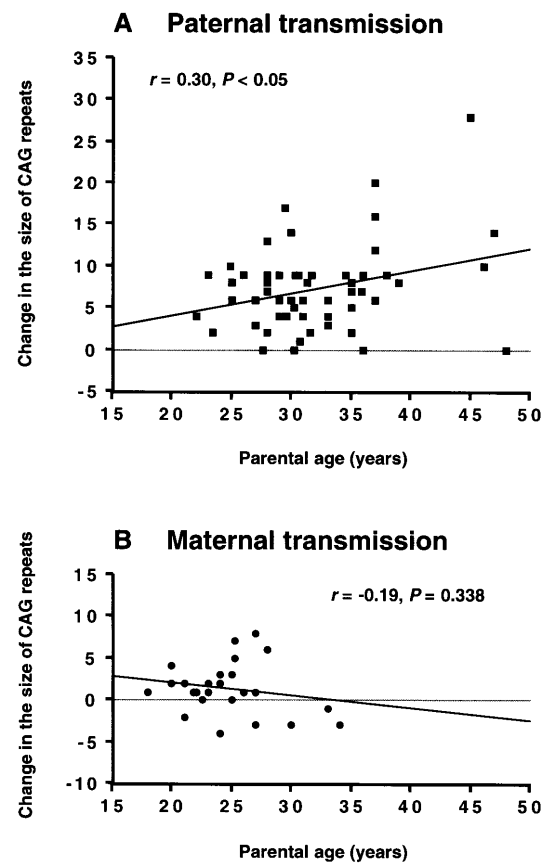 A Paternal transmission
r = 0.30, P < 0.05
Change in the size of CAG repeats
35
30
25
20
15
10
5
0
-5
15 20 25 30 35 40 45 50
Parental age (years)
B Maternal transmission
r = -0.19, P = 0.338
Change in the size of CAG repeats
15
10
5
0
-5
-10
15 20 25 30 35 40 45 50
Parental age (years)